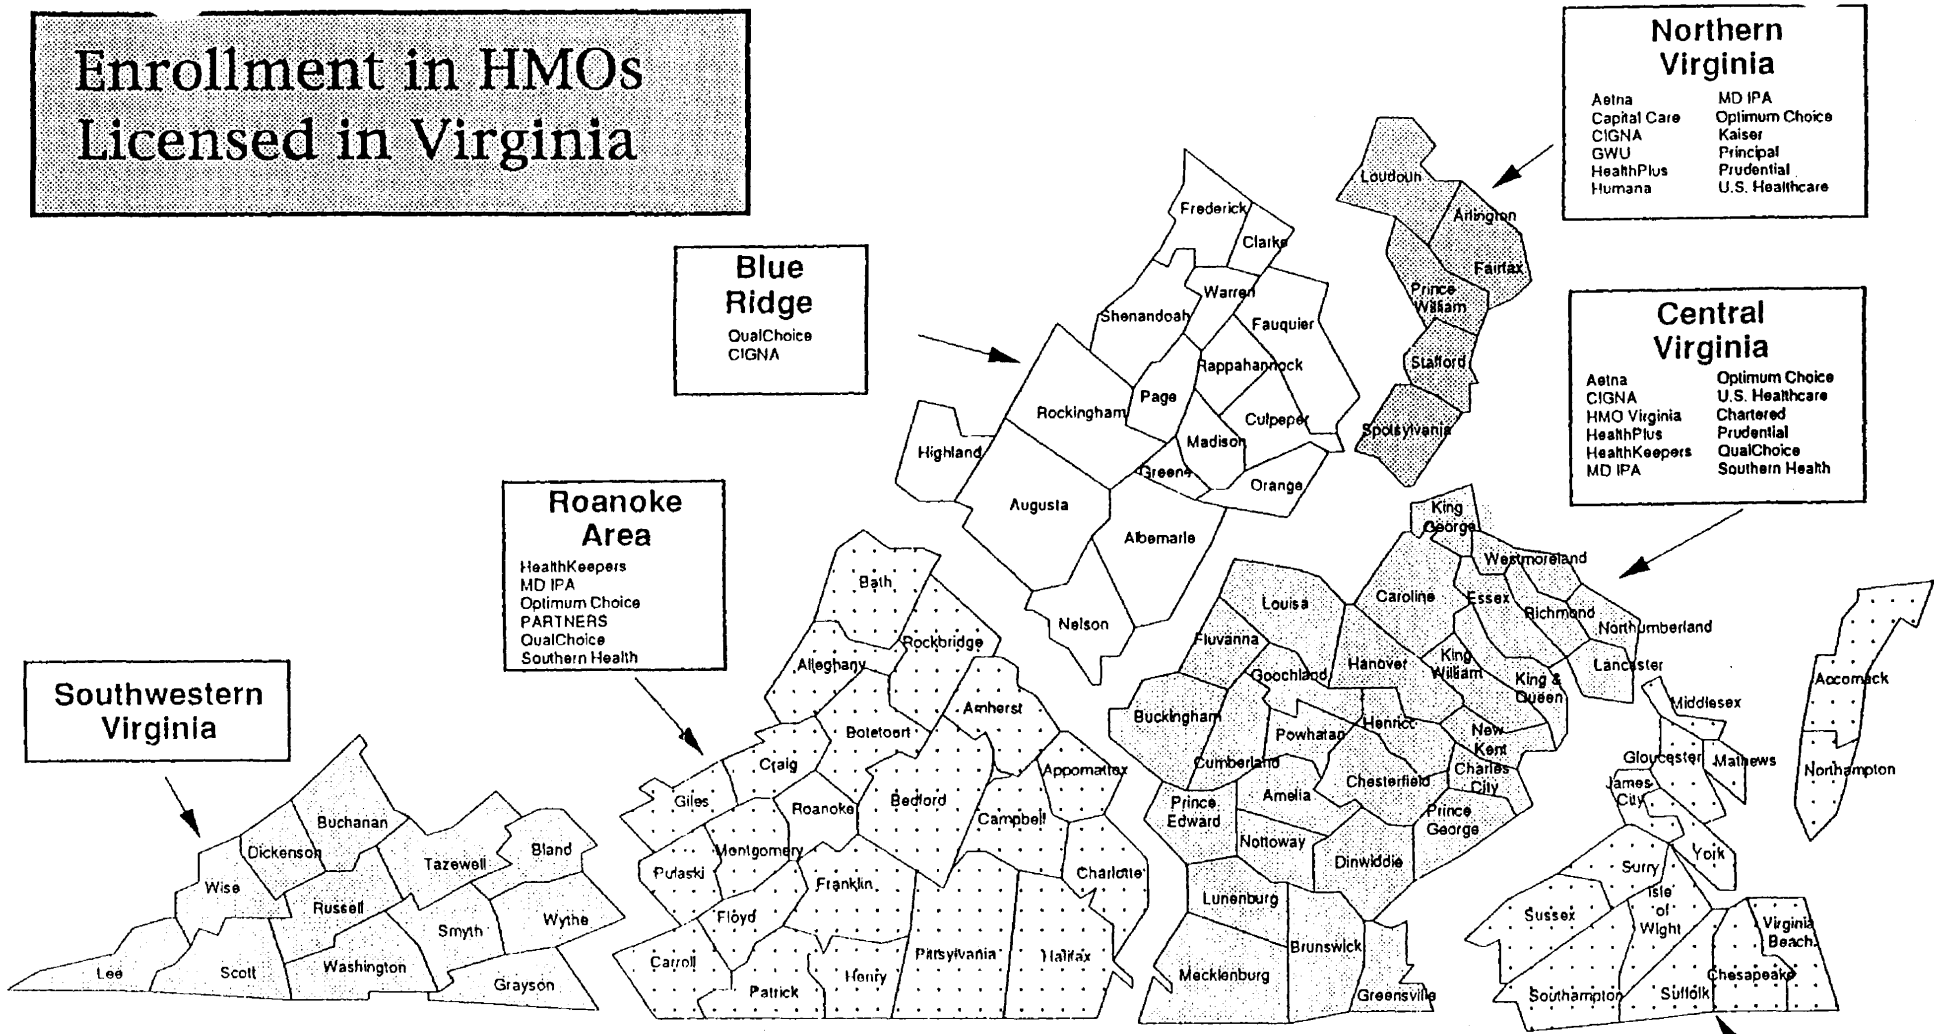 Enrollment in HMOs
Licensed in Virginia
Northern
Virginia
Aetna MD IPA
Capital Care Optimum Choice
CIGNA Kaiser
GWU Principal
HealthPlus Prudential
Humana U.S. Healthcare
Blue
Ridge
QualChoice
CIGNA
Central
Virginia
Aetna Optimum Choice
CIGNA U.S. Healthcare
HMO Virginia Chartered
HealthPlus Prudential
HealthKeepers QualChoice
MD IPA Southern Health
Roanoke
Area
HealthKeepers
MD IPA
Optimum Choice
PARTNERS
QualChoice
Southern Health
Southwestern
Virginia
Loudoun
Arlington
Fairfax
Prince
William
Stafford
Spotsylvania
Frederick
Clarke
Warren
Shenandoah
Fauquier
Rappahannock
Page
Rockingham
Culpeper
Madison
Highland
Greene
Orange
Augusta
Albemarle
Nelson
King
George
Westmoreland
Caroline
Essex
Richmond
Northumberland
Lancaster
Louisa
Fluvanna
Goochland
Hanover
King
William
King &
Queen
Buckingham
Powhatan
Henrico
New
Kent
Cumberland
Chesterfield
Charles
City
Amelia
Prince
Edward
Prince
George
Nottoway
Dinwiddie
Lunenburg
Brunswick
Mecklenburg
Greensville
Bath
Rockbridge
Alleghany
Amherst
Botetourt
Craig
Appomattox
Giles
Roanoke
Bedford
Campbell
Montgomery
Pulaski
Franklin
Charlotte
Floyd
Carroll
Patrick
Henry
Pittsylvania
Halifax
Buchanan
Dickenson
Tazewell
Bland
Wise
Russell
Smyth
Wythe
Lee
Scott
Washington
Grayson
Accomack
Northampton
Middlesex
Gloucester
Mathews
James
City
York
Surry
Sussex
Isle
of
Wight
Virginia
Beach
Chesapeake
Southampton
Suffolk